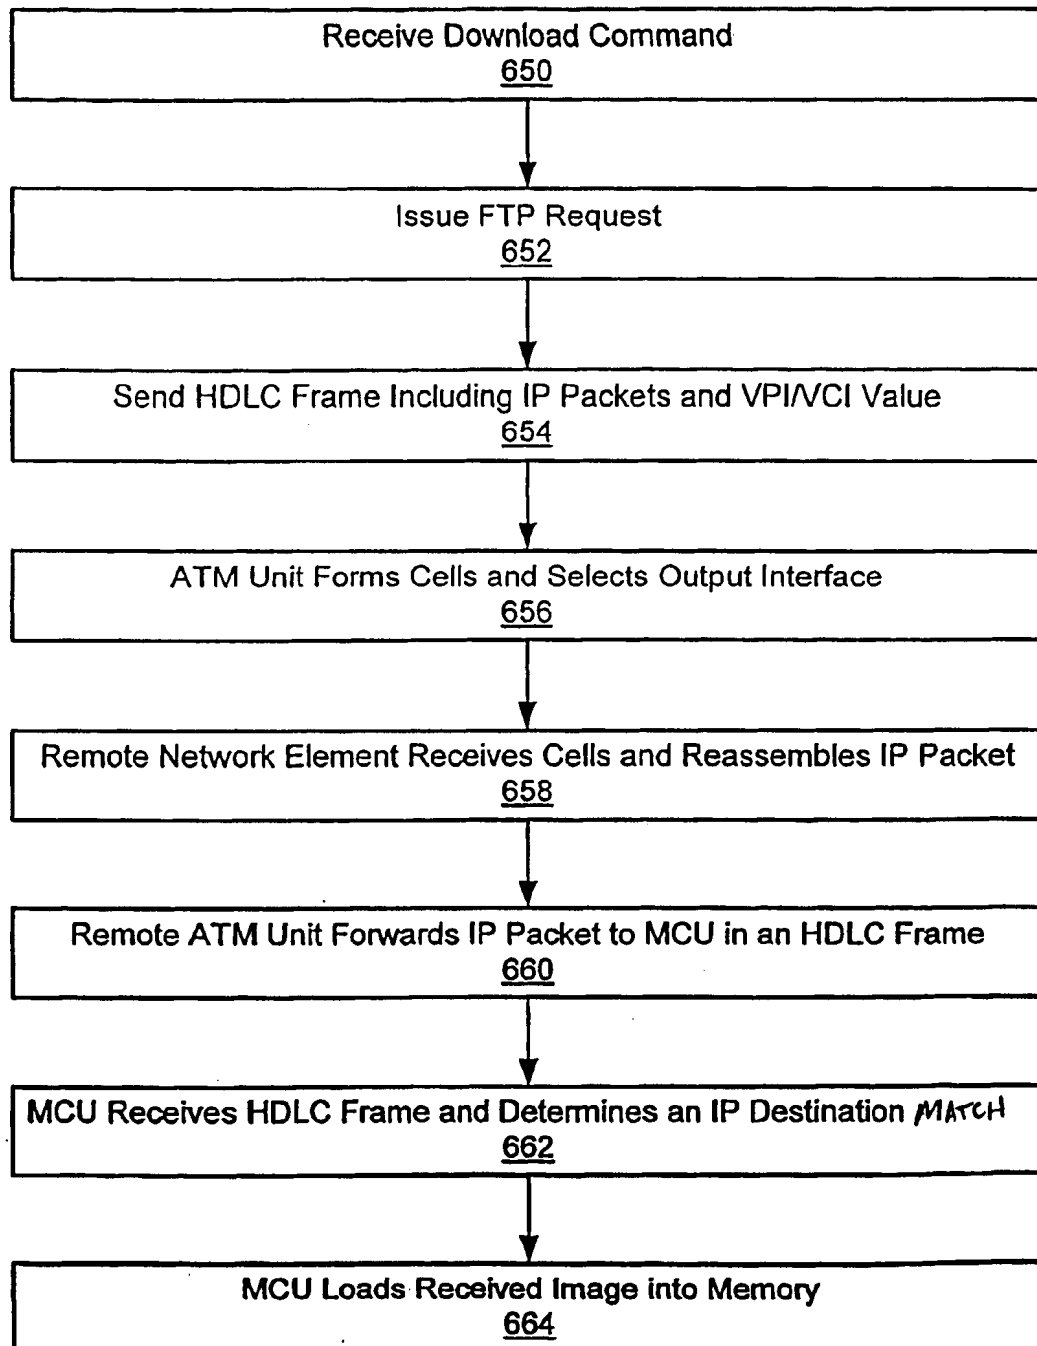 Receive Download Command
650
Issue FTP Request
652
Send HDLC Frame Including IP Packets and VPI/VCI Value
654
ATM Unit Forms Cells and Selects Output Interface
656
Remote Network Element Receives Cells and Reassembles IP Packet
658
Remote ATM Unit Forwards IP Packet to MCU in an HDLC Frame
660
MCU Receives HDLC Frame and Determines an IP Destination MATCH
662
MCU Loads Received Image into Memory
664